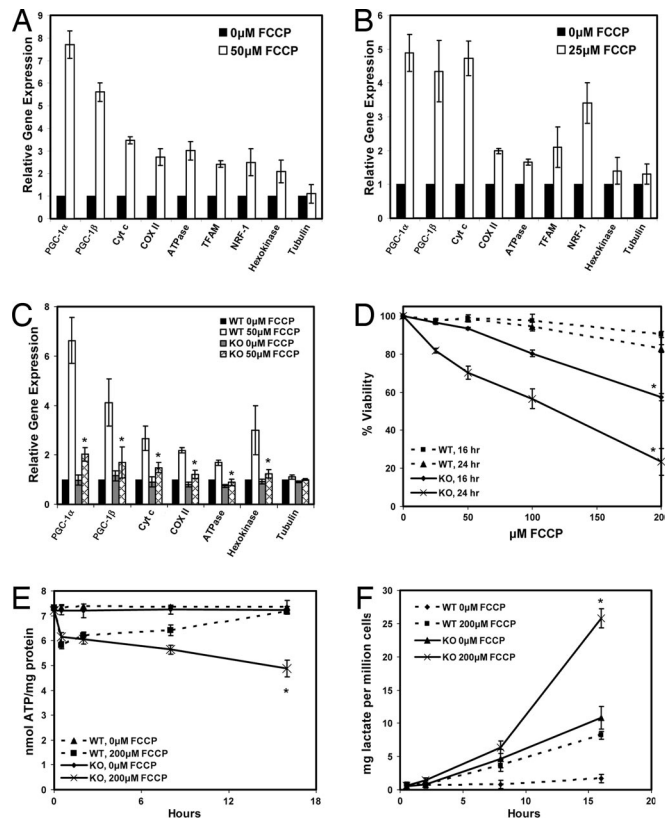 A
Relative Gene Expression
9
8
7
6
5
4
3
2
1
0
0µM FCCP
50µM FCCP
PGC-1α
PGC-1β
Cyt c
COX II
ATPase
TFAM
NRF-1
Hexokinase
Tubulin
B
Relative Gene Expression
6
5
4
3
2
1
0
0µM FCCP
25µM FCCP
PGC-1α
PGC-1β
Cyt c
COX II
ATPase
TFAM
NRF-1
Hexokinase
Tubulin
C
Relative Gene Expression
8
7
6
5
4
3
2
1
0
WT 0µM FCCP
WT 50µM FCCP
KO 0µM FCCP
KO 50µM FCCP
* * * * * *
PGC-1α
PGC-1β
Cyt c
COX II
ATPase
Hexokinase
Tubulin
D
% Viability
100
80
60
40
20
0
WT, 16 hr
WT, 24 hr
KO, 16 hr
KO, 24 hr
*
*
0 50 100 150 200
µM FCCP
E
nmol ATP/mg protein
8
7
6
5
4
3
2
1
0
WT, 0µM FCCP
WT, 200µM FCCP
KO, 0µM FCCP
KO, 200µM FCCP
*
0 6 12 18
Hours
F
mg lactate per million cells
30
25
20
15
10
5
0
WT 0µM FCCP
WT 200µM FCCP
KO 0µM FCCP
KO 200µM FCCP
*
0 5 10 15 20
Hours